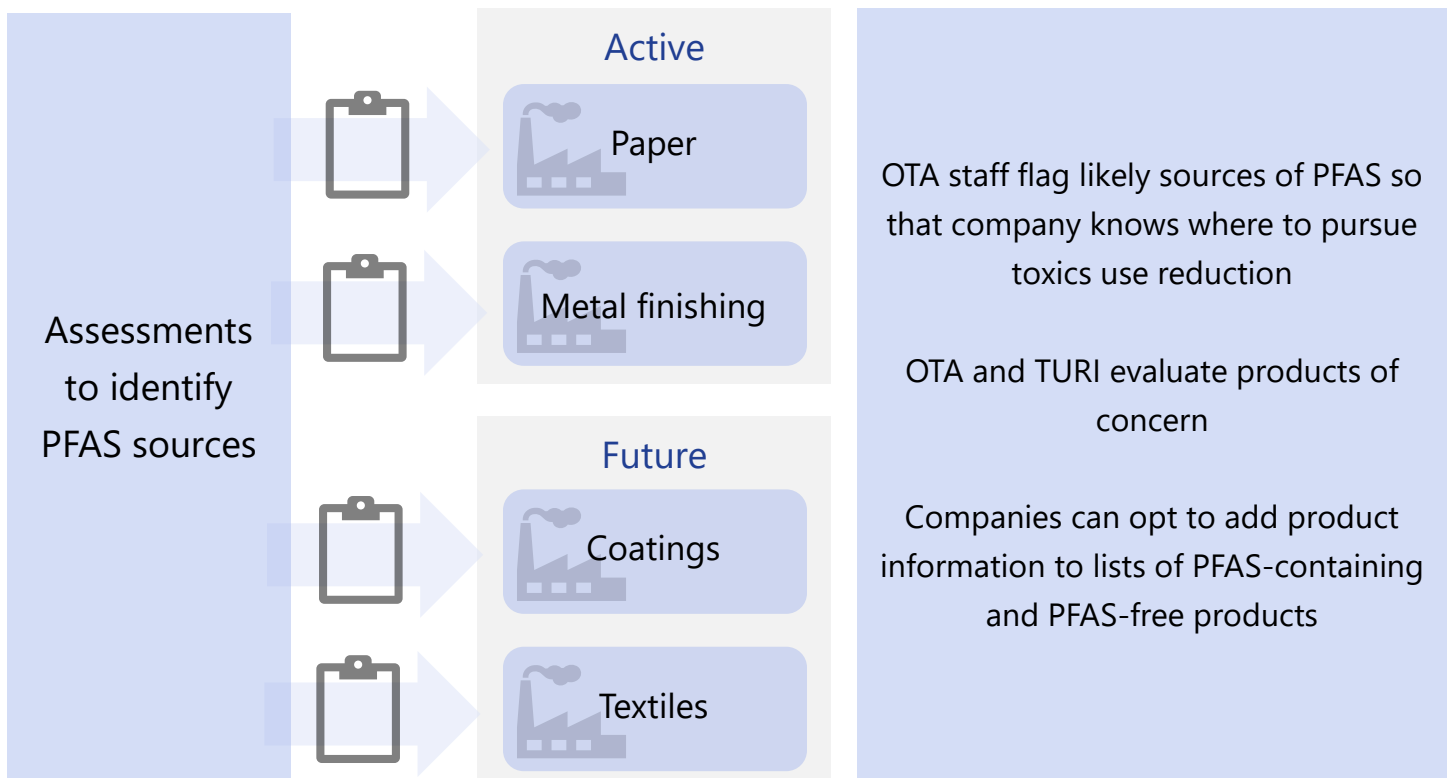 Assessments
to identify
PFAS sources
Active
Paper
Metal finishing
Future
Coatings
Textiles
OTA staff flag likely sources of PFAS so
that company knows where to pursue
toxics use reduction
OTA and TURI evaluate products of
concern
Companies can opt to add product
information to lists of PFAS-containing
and PFAS-free products